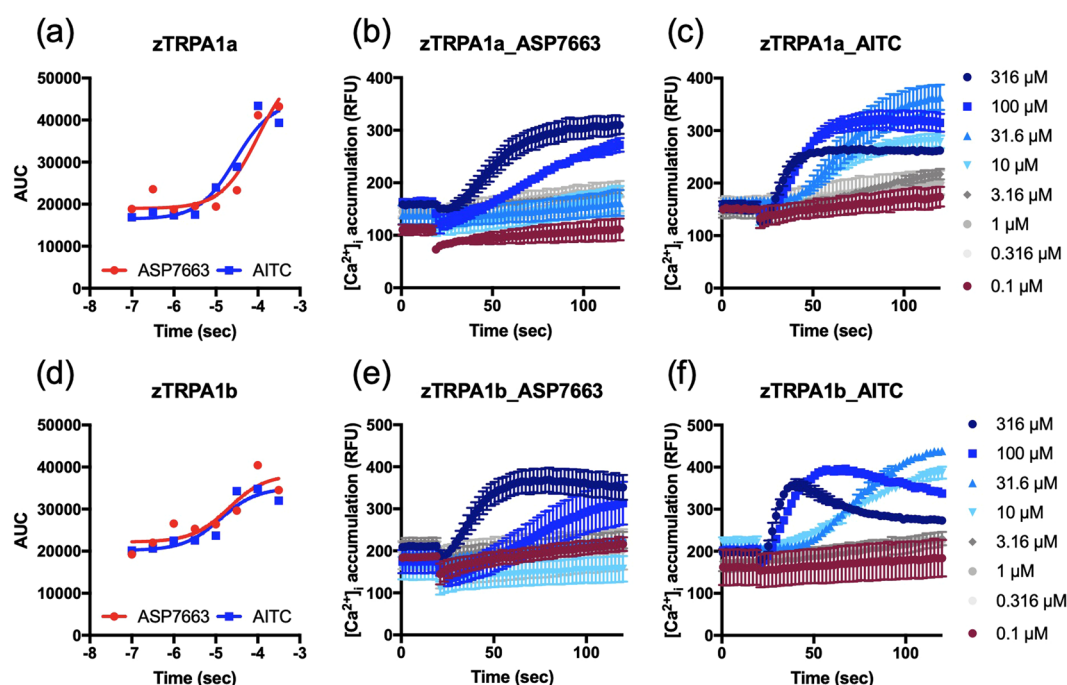 (a)
zTRPA1a
AUC
50000
40000
30000
20000
10000
0
-8 -7 -6 -5 -4 -3
Time (sec)
ASP7663 AITC
(b)
zTRPA1a_ASP7663
[Ca²⁺]i accumulation (RFU)
400
300
200
100
0
0 50 100
Time (sec)
(c)
zTRPA1a_AITC
[Ca²⁺]i accumulation (RFU)
400
300
200
100
0
0 50 100
Time (sec)
316 µM
100 µM
31.6 µM
10 µM
3.16 µM
1 µM
0.316 µM
0.1 µM
(d)
zTRPA1b
AUC
50000
40000
30000
20000
10000
0
-8 -7 -6 -5 -4 -3
Time (sec)
ASP7663 AITC
(e)
zTRPA1b_ASP7663
[Ca²⁺]i accumulation (RFU)
500
400
300
200
100
0
0 50 100
Time (sec)
(f)
zTRPA1b_AITC
[Ca²⁺]i accumulation (RFU)
500
400
300
200
100
0
0 50 100
Time (sec)
316 µM
100 µM
31.6 µM
10 µM
3.16 µM
1 µM
0.316 µM
0.1 µM